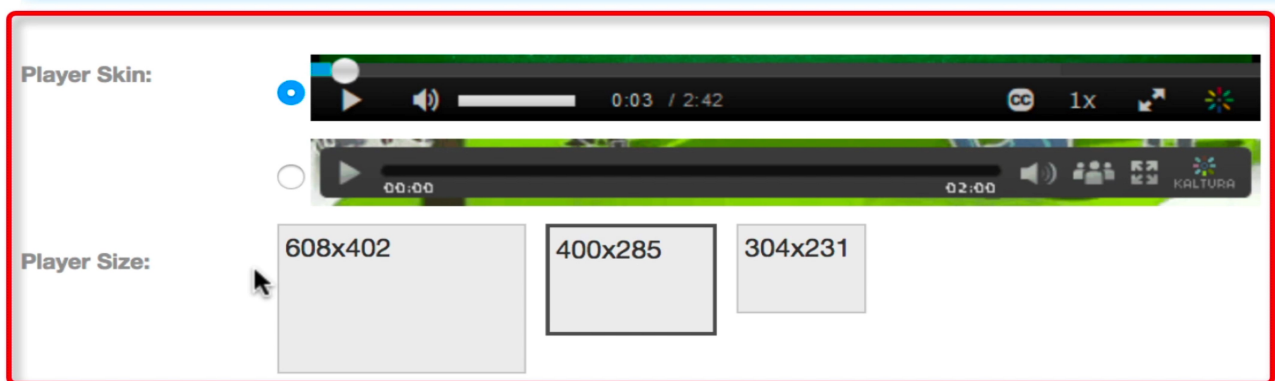 Player Skin:
0:03 / 2:42
CC
1x
00:00
02:00
KALTURA
Player Size:
608x402
400x285
304x231